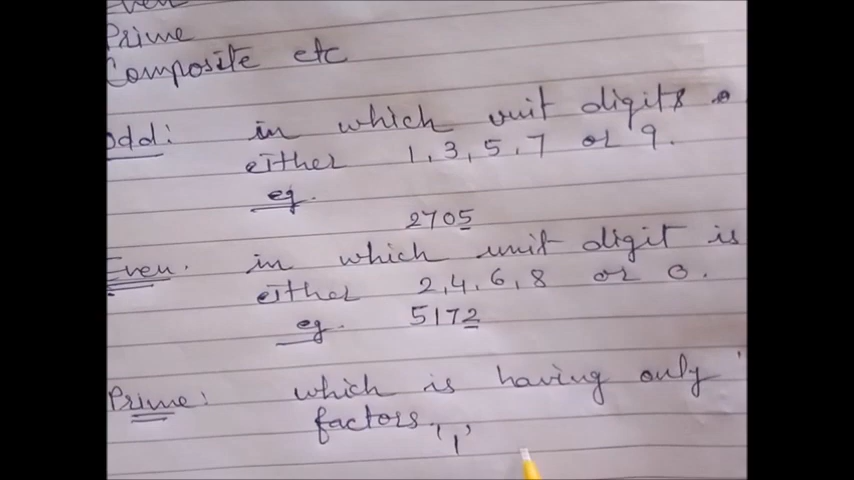 Even
Prime
Composite etc
Odd: in which unit digits
either 1, 3, 5, 7 or 9.
eg.
2705
Even. in which unit digit is
either 2, 4, 6, 8 or 0.
eg. 5172
Prime: which is having only
factors. '1'